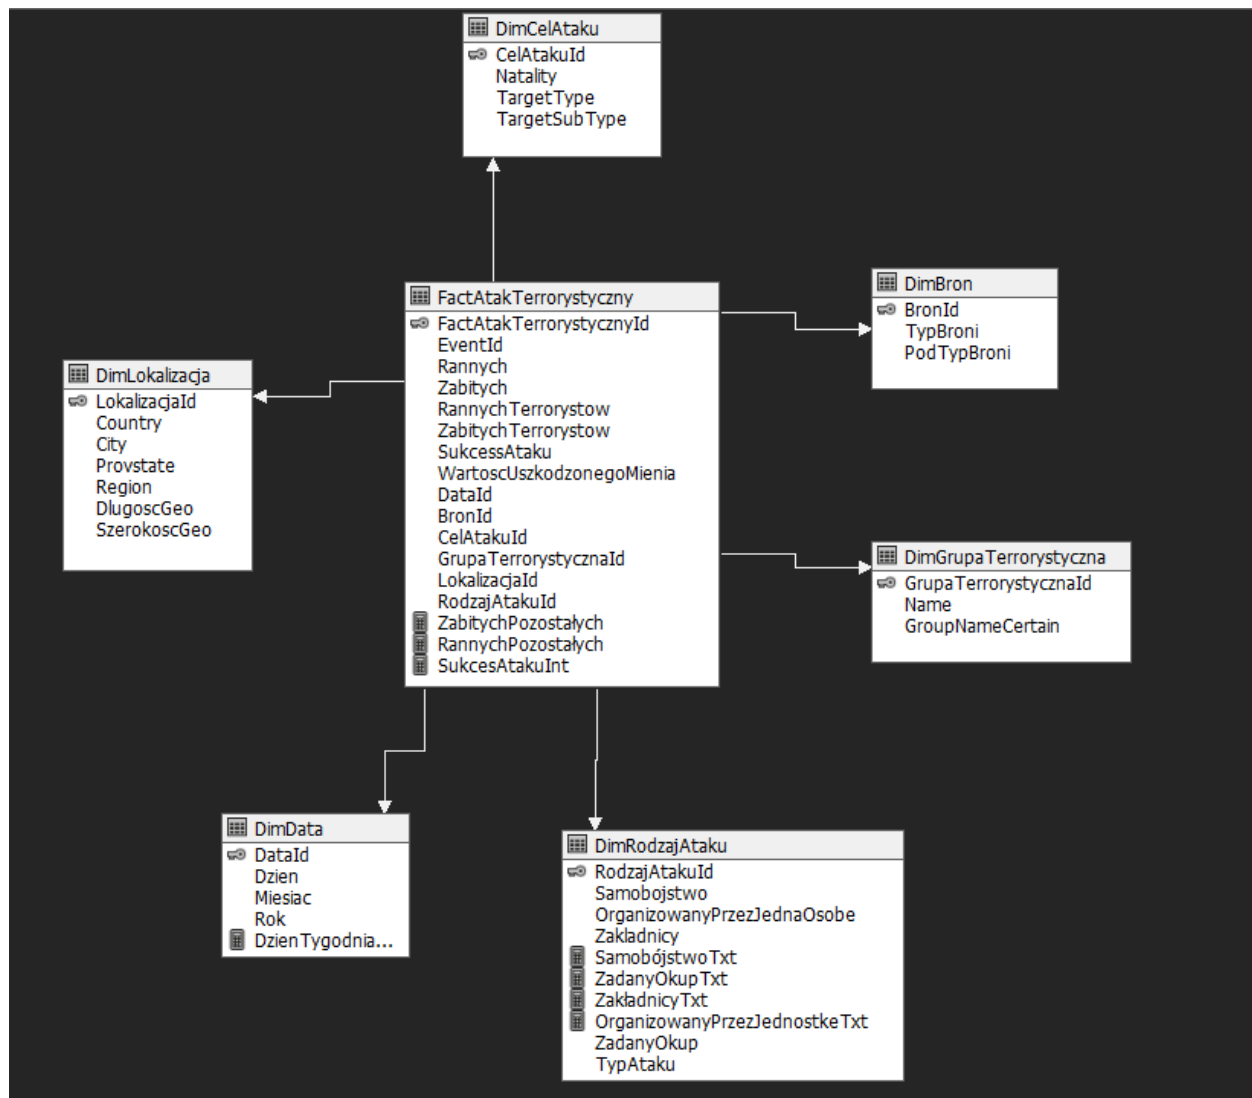 DimCelAtaku
CelAtakuId
Natality
TargetType
TargetSubType
FactAtakTerrorystyczny
FactAtakTerrorystycznyId
EventId
Rannych
Zabitych
RannychTerrorystow
ZabitychTerrorystow
SukcessAtaku
WartoscUszkodzonegoMienia
DataId
BronId
CelAtakuId
GrupaTerrorystycznaId
LokalizacjaId
RodzajAtakuId
ZabitychPozostałych
RannychPozostałych
SukcesAtakuInt
DimBron
BronId
TypBroni
PodTypBroni
DimLokalizacja
LokalizacjaId
Country
City
Provstate
Region
DlugoscGeo
SzerokoscGeo
DimGrupaTerrorystyczna
GrupaTerrorystycznaId
Name
GroupNameCertain
DimData
DataId
Dzien
Miesiac
Rok
DzienTygodnia...
DimRodzajAtaku
RodzajAtakuId
Samobojstwo
OrganizowanyPrzezJednaOsobe
Zakladnicy
SamobójstwoTxt
ZadanyOkupTxt
ZakładnicyTxt
OrganizowanyPrzezJednostkeTxt
ZadanyOkup
TypAtaku